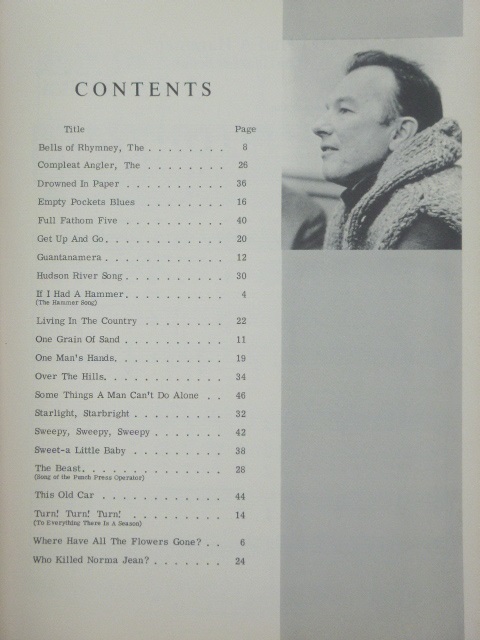 CONTENTS
Title Page
Bells of Rhymney, The . . . . . . . . 8
Compleat Angler, The . . . . . . . . 26
Drowned In Paper . . . . . . . . . . 36
Empty Pockets Blues . . . . . . . . 16
Full Fathom Five . . . . . . . . . . 40
Get Up And Go. . . . . . . . . . . . 20
Guantanamera . . . . . . . . . . . . 12
Hudson River Song . . . . . . . . . . 30
If I Had A Hammer. . . . . . . . . . 4
(The Hammer Song)
Living In The Country . . . . . . . . 22
One Grain Of Sand . . . . . . . . . . 11
One Man's Hands. . . . . . . . . . . 19
Over The Hills. . . . . . . . . . . . 34
Some Things A Man Can't Do Alone . . 46
Starlight, Starbright . . . . . . . . . 32
Sweepy, Sweepy, Sweepy . . . . . . . 42
Sweet-a Little Baby . . . . . . . . . 38
The Beast. . . . . . . . . . . . . . 28
(Song of the Punch Press Operator)
This Old Car . . . . . . . . . . . . 44
Turn! Turn! Turn! . . . . . . . . . 14
(To Everything There Is A Season)
Where Have All The Flowers Gone? . . 6
Who Killed Norma Jean? . . . . . . . 24